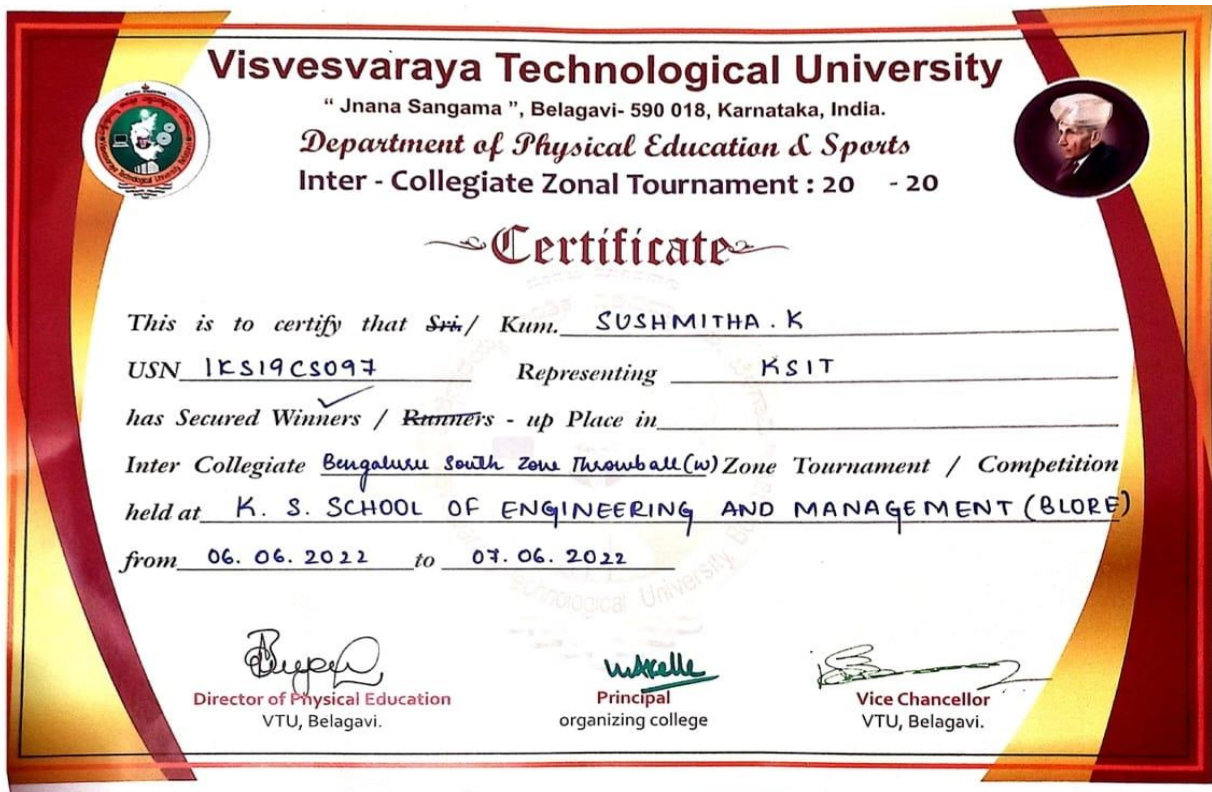 Visvesvaraya Technological University
“ Jnana Sangama ”, Belagavi- 590 018, Karnataka, India.
Department of Physical Education & Sports
Inter - Collegiate Zonal Tournament : 20 - 20
Certificate
This is to certify that Sri./ Kum. SUSHMITHA . K
USN 1KS19CS097 Representing KSIT
has Secured Winners / Runners - up Place in
Inter Collegiate Bengaluru South Zone Throwball (W) Zone Tournament / Competition
held at K. S. SCHOOL OF ENGINEERING AND MANAGEMENT (BLORE)
from 06. 06. 2022 to 07. 06. 2022
Director of Physical Education
VTU, Belagavi.
Principal
organizing college
Vice Chancellor
VTU, Belagavi.